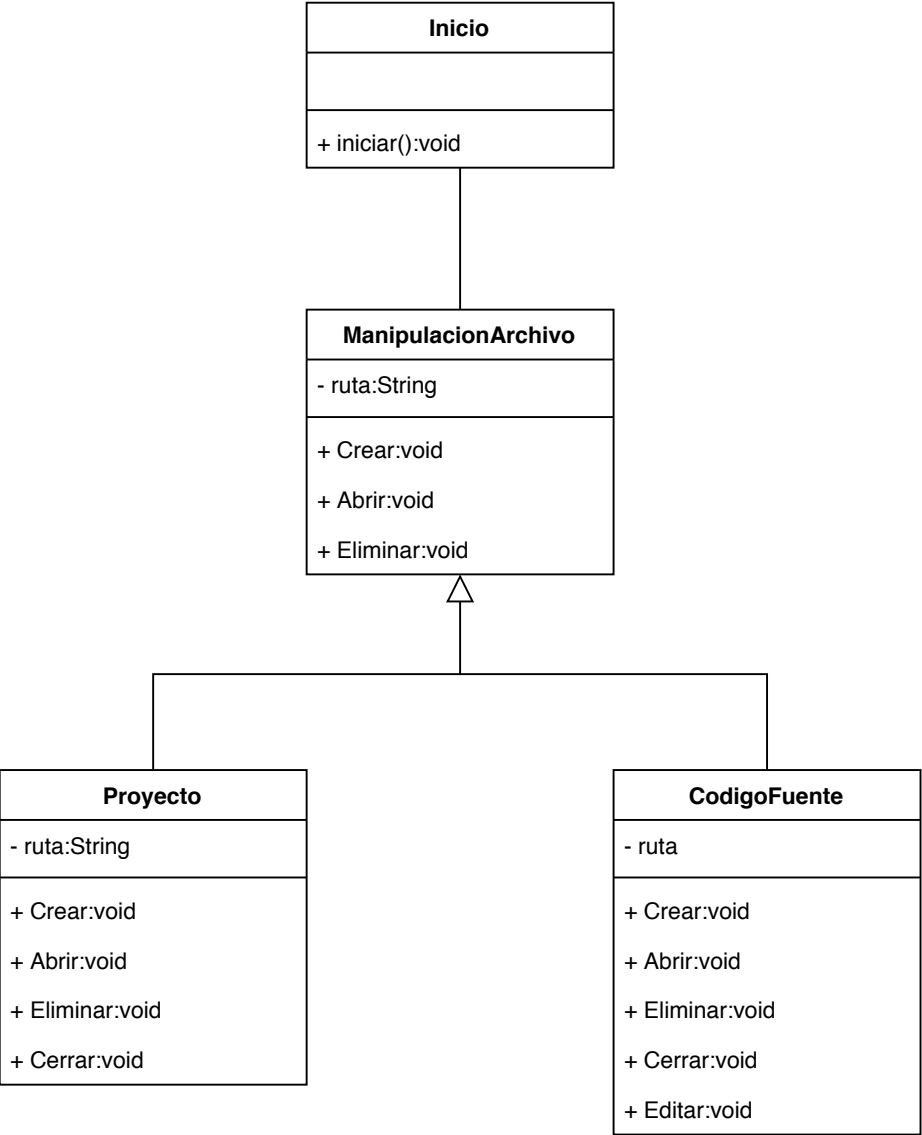 Inicio
+ iniciar():void
ManipulacionArchivo
- ruta:String
+ Crear:void
+ Abrir:void
+ Eliminar:void
Proyecto
- ruta:String
+ Crear:void
+ Abrir:void
+ Eliminar:void
+ Cerrar:void
CodigoFuente
- ruta
+ Crear:void
+ Abrir:void
+ Eliminar:void
+ Cerrar:void
+ Editar:void